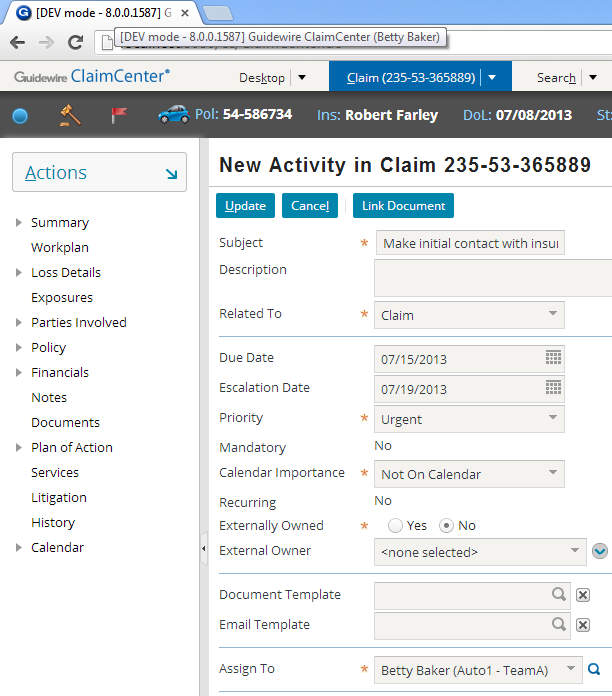 [DEV mode - 8.0.0.1587] G
[DEV mode - 8.0.0.1587] Guidewire ClaimCenter (Betty Baker)
Guidewire ClaimCenter®
Desktop
Claim (235-53-365889)
Search
Pol: 54-586734
Ins: Robert Farley
DoL: 07/08/2013
St:
Actions
New Activity in Claim 235-53-365889
Update
Cancel
Link Document
Summary
Workplan
Loss Details
Exposures
Parties Involved
Policy
Financials
Notes
Documents
Plan of Action
Services
Litigation
History
Calendar
Subject * Make initial contact with insur
Description
Related To * Claim
Due Date 07/15/2013
Escalation Date 07/19/2013
Priority * Urgent
Mandatory No
Calendar Importance * Not On Calendar
Recurring No
Externally Owned * Yes No
External Owner <none selected>
Document Template
Email Template
Assign To * Betty Baker (Auto1 - TeamA)